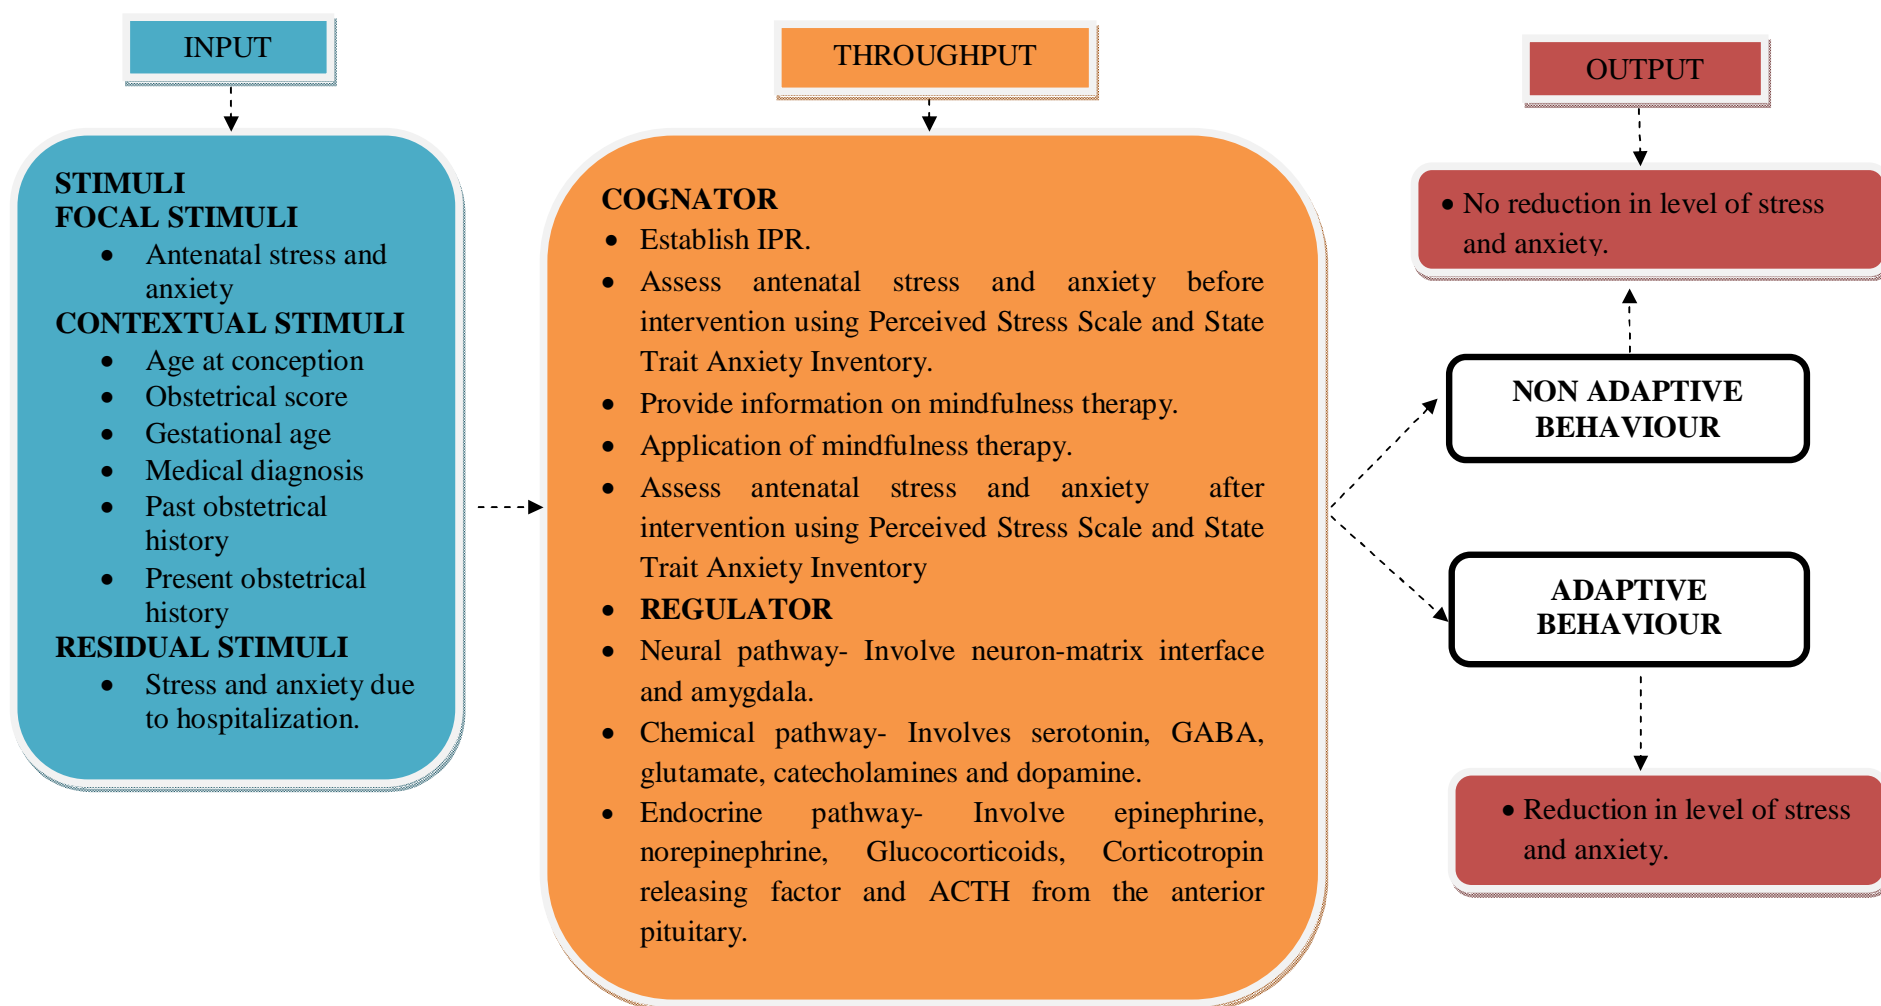 INPUT
STIMULI
FOCAL STIMULI
• Antenatal stress and
anxiety
CONTEXTUAL STIMULI
• Age at conception
• Obstetrical score
• Gestational age
• Medical diagnosis
• Past obstetrical
history
• Present obstetrical
history
RESIDUAL STIMULI
• Stress and anxiety due
to hospitalization.
THROUGHPUT
COGNATOR
• Establish IPR.
• Assess antenatal stress and anxiety before
intervention using Perceived Stress Scale and State
Trait Anxiety Inventory.
• Provide information on mindfulness therapy.
• Application of mindfulness therapy.
• Assess antenatal stress and anxiety after
intervention using Perceived Stress Scale and State
Trait Anxiety Inventory
• REGULATOR
• Neural pathway- Involve neuron-matrix interface
and amygdala.
• Chemical pathway- Involves serotonin, GABA,
glutamate, catecholamines and dopamine.
• Endocrine pathway- Involve epinephrine,
norepinephrine, Glucocorticoids, Corticotropin
releasing factor and ACTH from the anterior
pituitary.
OUTPUT
• No reduction in level of stress
and anxiety.
NON ADAPTIVE
BEHAVIOUR
ADAPTIVE
BEHAVIOUR
• Reduction in level of stress
and anxiety.